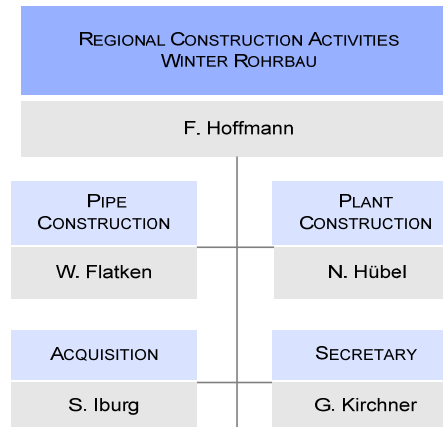 REGIONAL CONSTRUCTION ACTIVITIES
WINTER ROHRBAU
F. Hoffmann
PIPE
CONSTRUCTION
W. Flatken
PLANT
CONSTRUCTION
N. Hübel
ACQUISITION
S. Iburg
SECRETARY
G. Kirchner